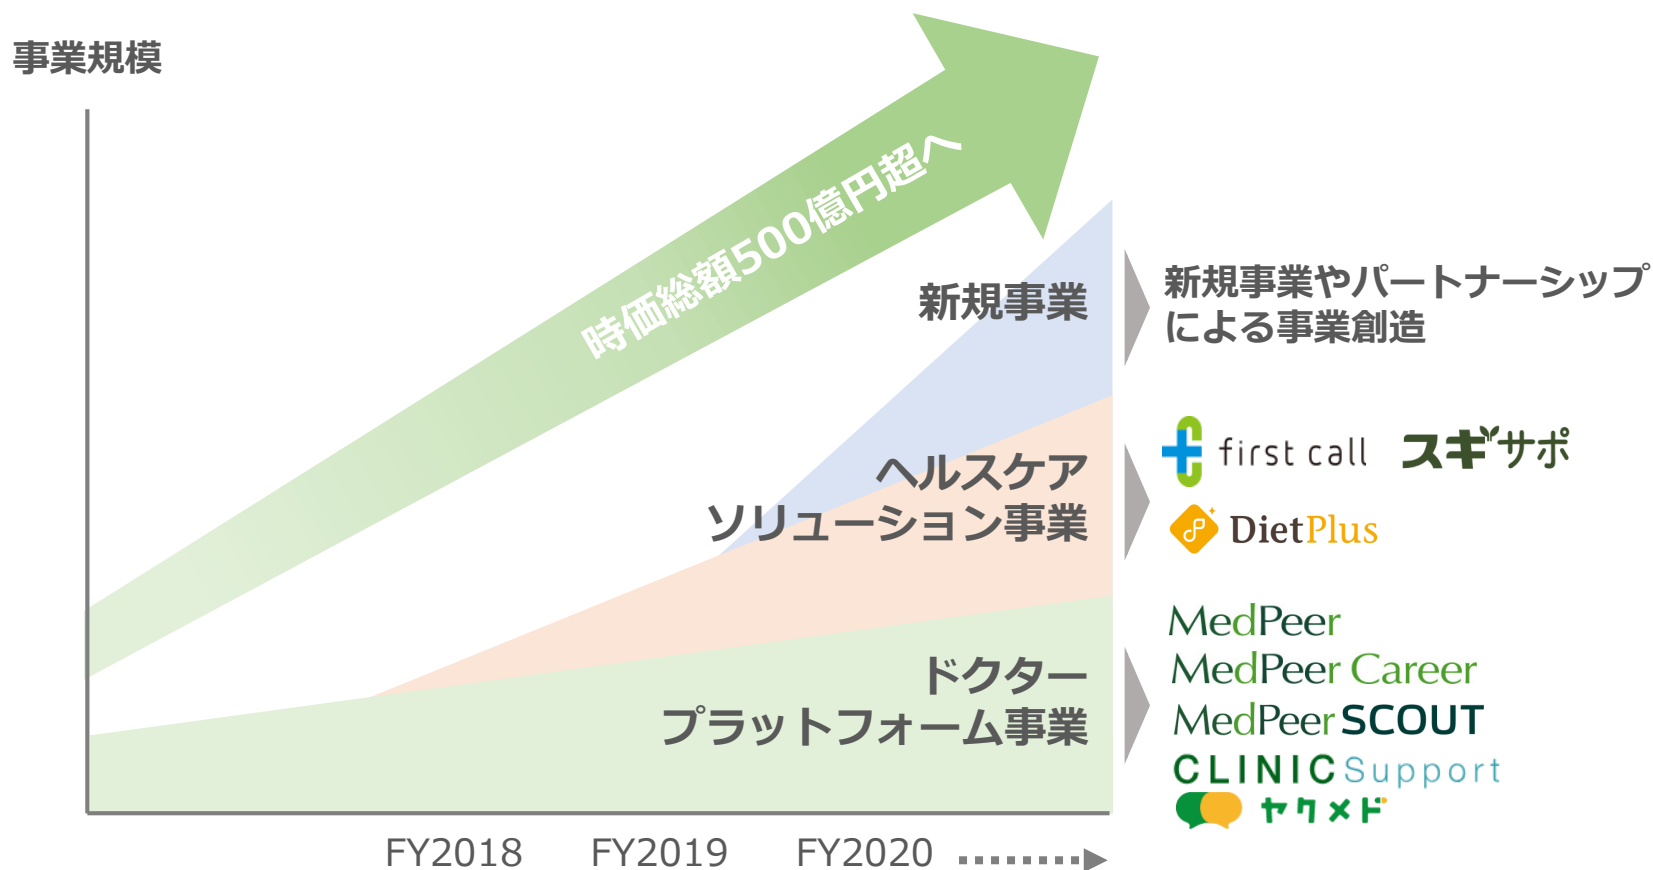 事業規模
時価総額500億円超へ
新規事業
新規事業やパートナーシップ
による事業創造
ヘルスケア
ソリューション事業
first call
スギサポ
DietPlus
ドクター
プラットフォーム事業
MedPeer
MedPeer Career
MedPeer SCOUT
CLINIC Support
ヤクメド
FY2018
FY2019
FY2020